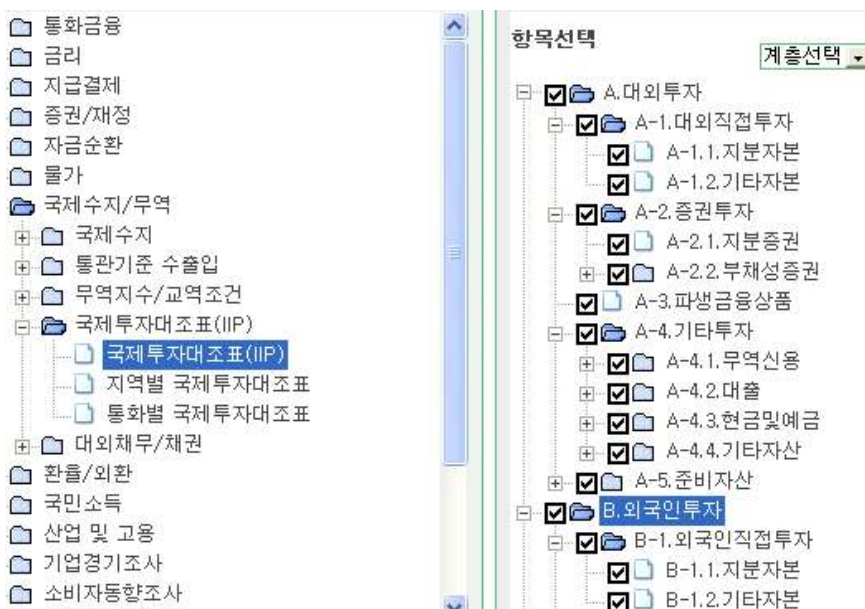 통화금융
금리
지급결제
증권/재정
자금순환
물가
국제수지/무역
국제수지
통관기준 수출입
무역지수/교역조건
국제투자대조표(IIP)
국제투자대조표(IIP)
지역별 국제투자대조표
통화별 국제투자대조표
대외채무/채권
환율/외환
국민소득
산업 및 고용
기업경기조사
소비자동향조사
항목선택
계층선택
A.대외투자
A-1.대외직접투자
A-1.1.지분자본
A-1.2.기타자본
A-2.증권투자
A-2.1.지분증권
A-2.2.부채성증권
A-3.파생금융상품
A-4.기타투자
A-4.1.무역신용
A-4.2.대출
A-4.3.현금및예금
A-4.4.기타자산
A-5.준비자산
B.외국인투자
B-1.외국인직접투자
B-1.1.지분자본
B-1.2.기타자본